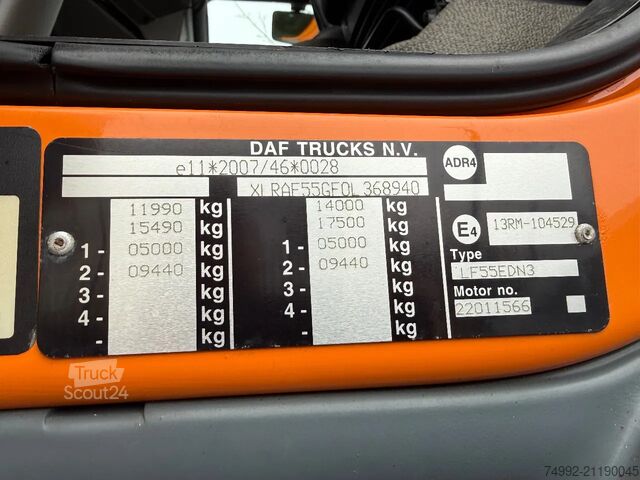 DAF TRUCKS N.V.
e11*2007/46*0028
XLRAF55GF0L368940
11990 kg 14000 kg
15490 kg 17500 kg
1 - 05000 kg 1 - 05000 kg
2 - 09440 kg 2 - 09440 kg
3 - kg 3 - kg
4 - kg 4 - kg
- kg - kg
ADR4
E4 13RM-104529
Type
LF55EDN3
Motor no.
22011566
Truck
Scout24
74992-21190045